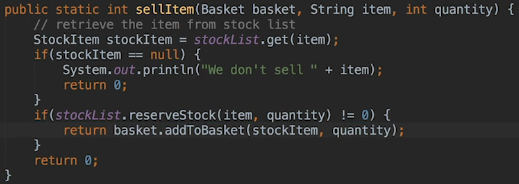 public static int sellItem(Basket basket, String item, int quantity) {
    // retrieve the item from stock list
    StockItem stockItem = stockList.get(item);
    if(stockItem == null) {
        System.out.println("We don't sell " + item);
        return 0;
    }
    if(stockList.reserveStock(item, quantity) != 0) {
        return basket.addToBasket(stockItem, quantity);
    }
    return 0;
}